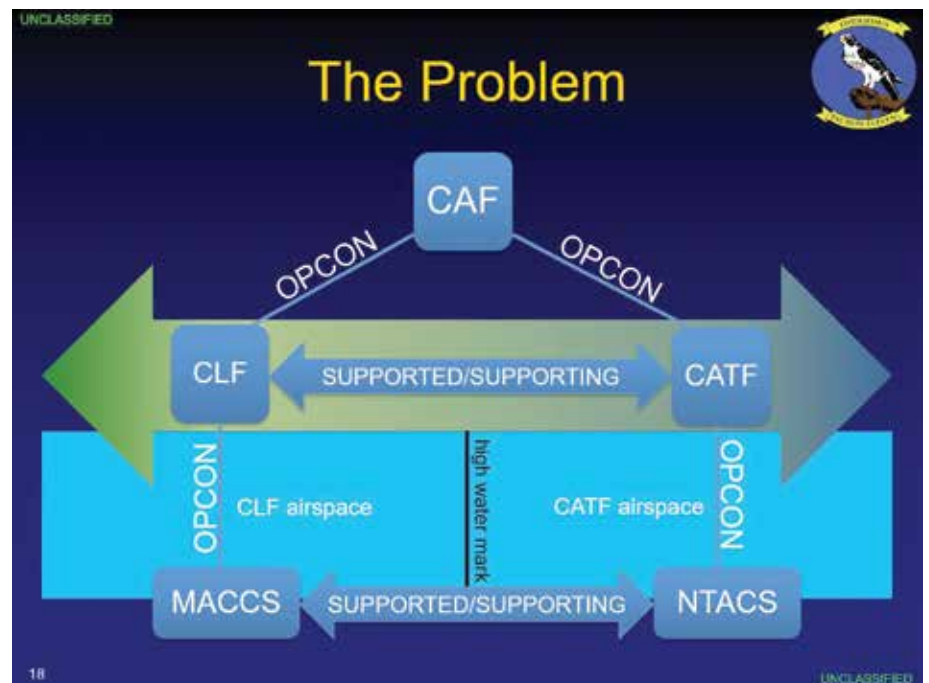 UNCLASSIFIED
The Problem
CAF
OPCON
OPCON
CLF
SUPPORTED/SUPPORTING
CATF
OPCON
CLF airspace
high water mark
CATF airspace
OPCON
MACCS
SUPPORTED/SUPPORTING
NTACS
18
UNCLASSIFIED